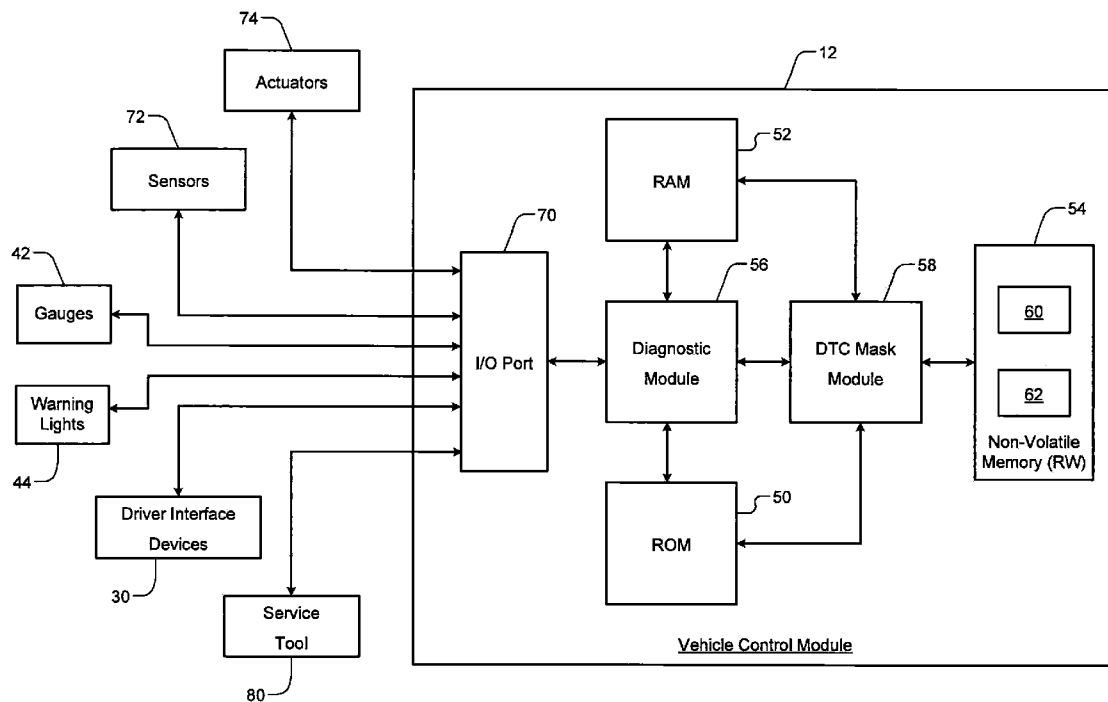 74
12
Actuators
72
52
Sensors
RAM
70
54
42
56
58
Gauges
60
I/O Port
Diagnostic
Module
DTC Mask
Module
Warning
Lights
62
Non-Volatile
Memory (RW)
44
50
Driver Interface
Devices
ROM
30
Service
Tool
Vehicle Control Module
80